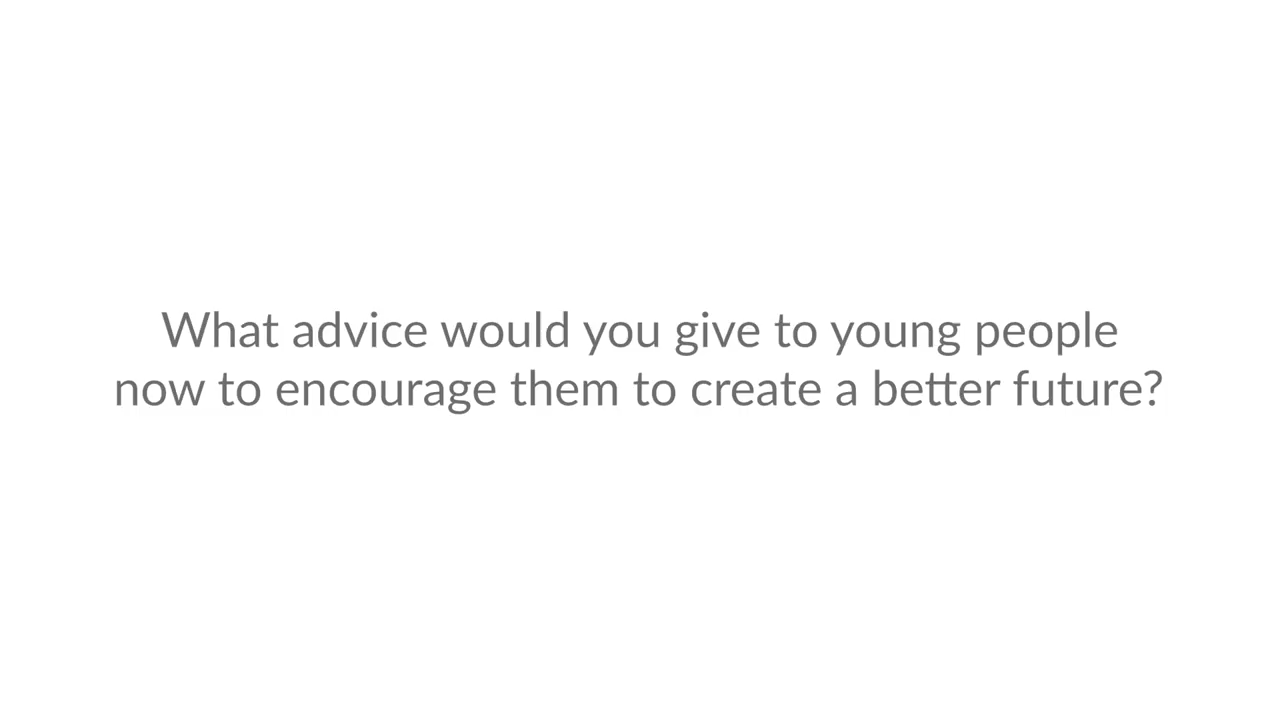 What advice would you give to young people
now to encourage them to create a better future?